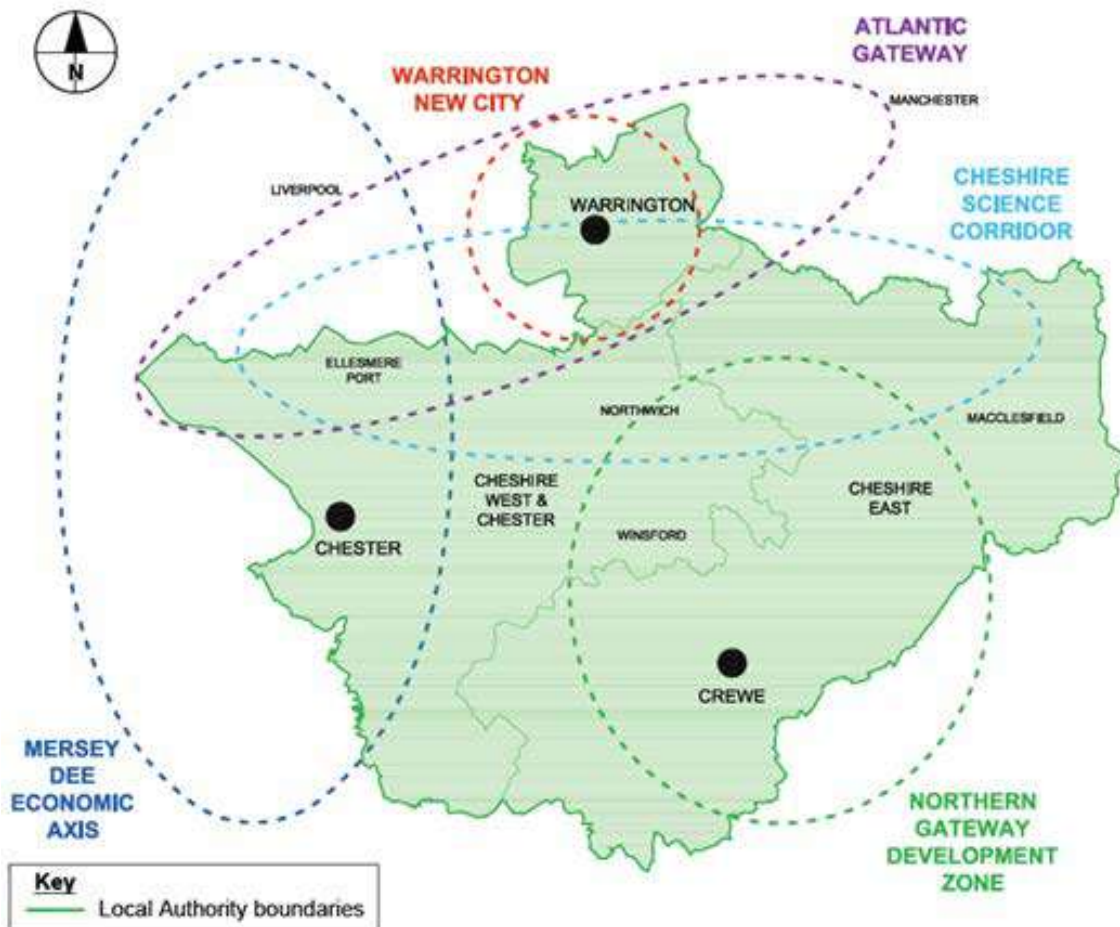 N
ATLANTIC
GATEWAY
WARRINGTON
NEW CITY
MANCHESTER
LIVERPOOL
CHESHIRE
SCIENCE
CORRIDOR
WARRINGTON
ELLESMERE
PORT
NORTHWICH
MACCLESFIELD
CHESHIRE
WEST &
CHESTER
CHESHIRE
EAST
WINSFORD
CHESTER
CREWE
MERSEY
DEE
ECONOMIC
AXIS
NORTHERN
GATEWAY
DEVELOPMENT
ZONE
Key
Local Authority boundaries